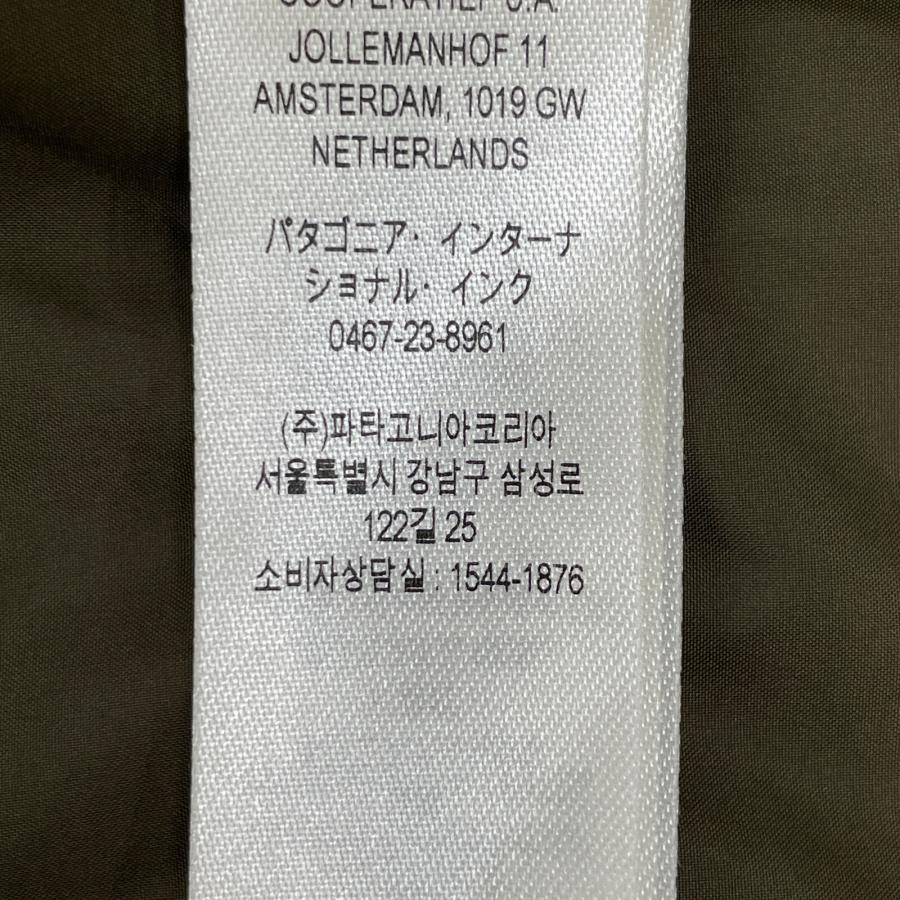 COOPERATIEF U.A.
JOLLEMANHOF 11
AMSTERDAM, 1019 GW
NETHERLANDS
パタゴニア・インターナ
ショナル・インク
0467-23-8961
(주)파타고니아코리아
서울특별시 강남구 삼성로
122길 25
소비자상담실 : 1544-1876